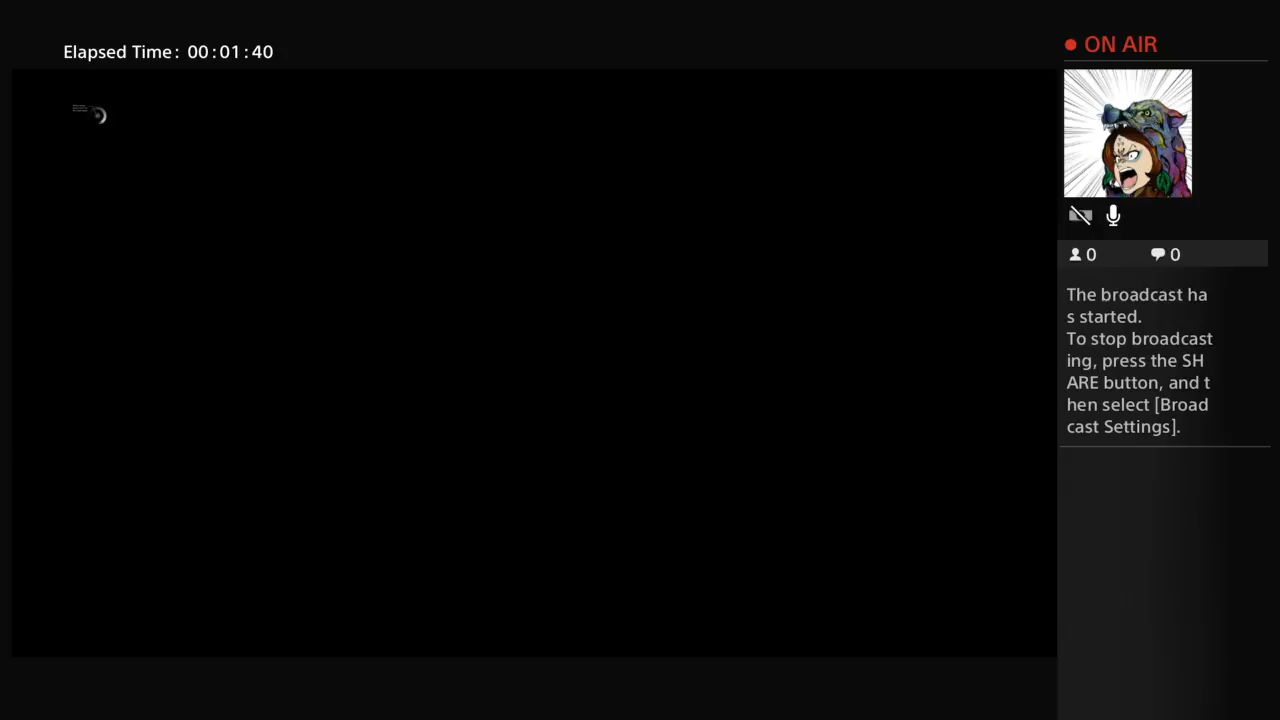 Elapsed Time: 00:01:40
ON AIR
0
0
The broadcast ha
s started.
To stop broadcast
ing, press the SH
ARE button, and t
hen select [Broad
cast Settings].